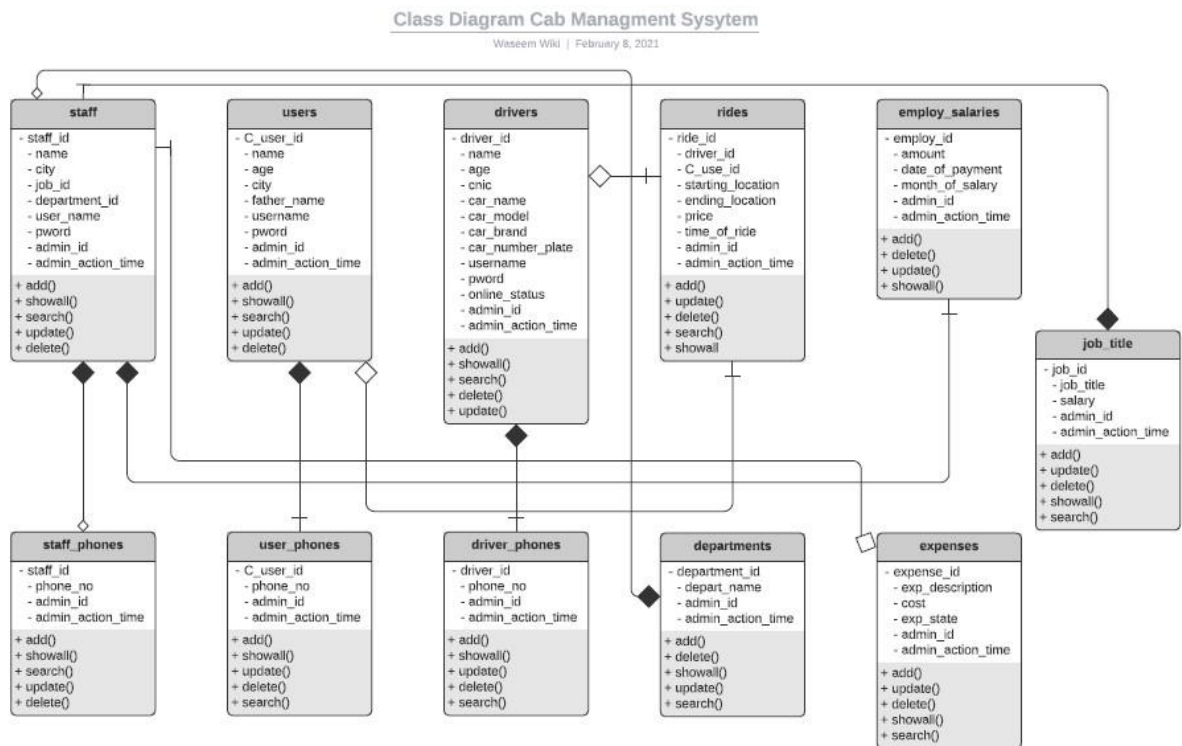 Class Diagram Cab Managment Sysytem
Waseem Wiki | February 8, 2021
staff
- staff_id
- name
- city
- job_id
- department_id
- user_name
- pword
- admin_id
- admin_action_time
+ add()
+ showall()
+ search()
+ update()
+ delete()
users
- C_user_id
- name
- age
- city
- father_name
- username
- pword
- admin_id
- admin_action_time
+ add()
+ showall()
+ search()
+ update()
+ delete()
drivers
- driver_id
- name
- age
- cnic
- car_name
- car_model
- car_brand
- car_number_plate
- username
- pword
- online_status
- admin_id
- admin_action_time
+ add()
+ showall()
+ search()
+ delete()
+ update()
rides
- ride_id
- driver_id
- C_use_id
- starting_location
- ending_location
- price
- time_of_ride
- admin_id
- admin_action_time
+ add()
+ update()
+ delete()
+ search()
+ showall
employ_salaries
- employ_id
- amount
- date_of_payment
- month_of_salary
- admin_id
- admin_action_time
+ add()
+ delete()
+ update()
+ showall()
job_title
- job_id
- job_title
- salary
- admin_id
- admin_action_time
+ add()
+ update()
+ delete()
+ showall()
+ search()
staff_phones
- staff_id
- phone_no
- admin_id
- admin_action_time
+ add()
+ showall()
+ search()
+ update()
+ delete()
user_phones
- C_user_id
- phone_no
- admin_id
- admin_action_time
+ add()
+ showall()
+ update()
+ delete()
+ search()
driver_phones
- driver_id
- phone_no
- admin_id
- admin_action_time
+ add()
+ showall()
+ update()
+ delete()
+ search()
departments
- department_id
- depart_name
- admin_id
- admin_action_time
+ add()
+ delete()
+ showall()
+ update()
+ search()
expenses
- expense_id
- exp_description
- cost
- exp_state
- admin_id
- admin_action_time
+ add()
+ update()
+ delete()
+ showall()
+ search()